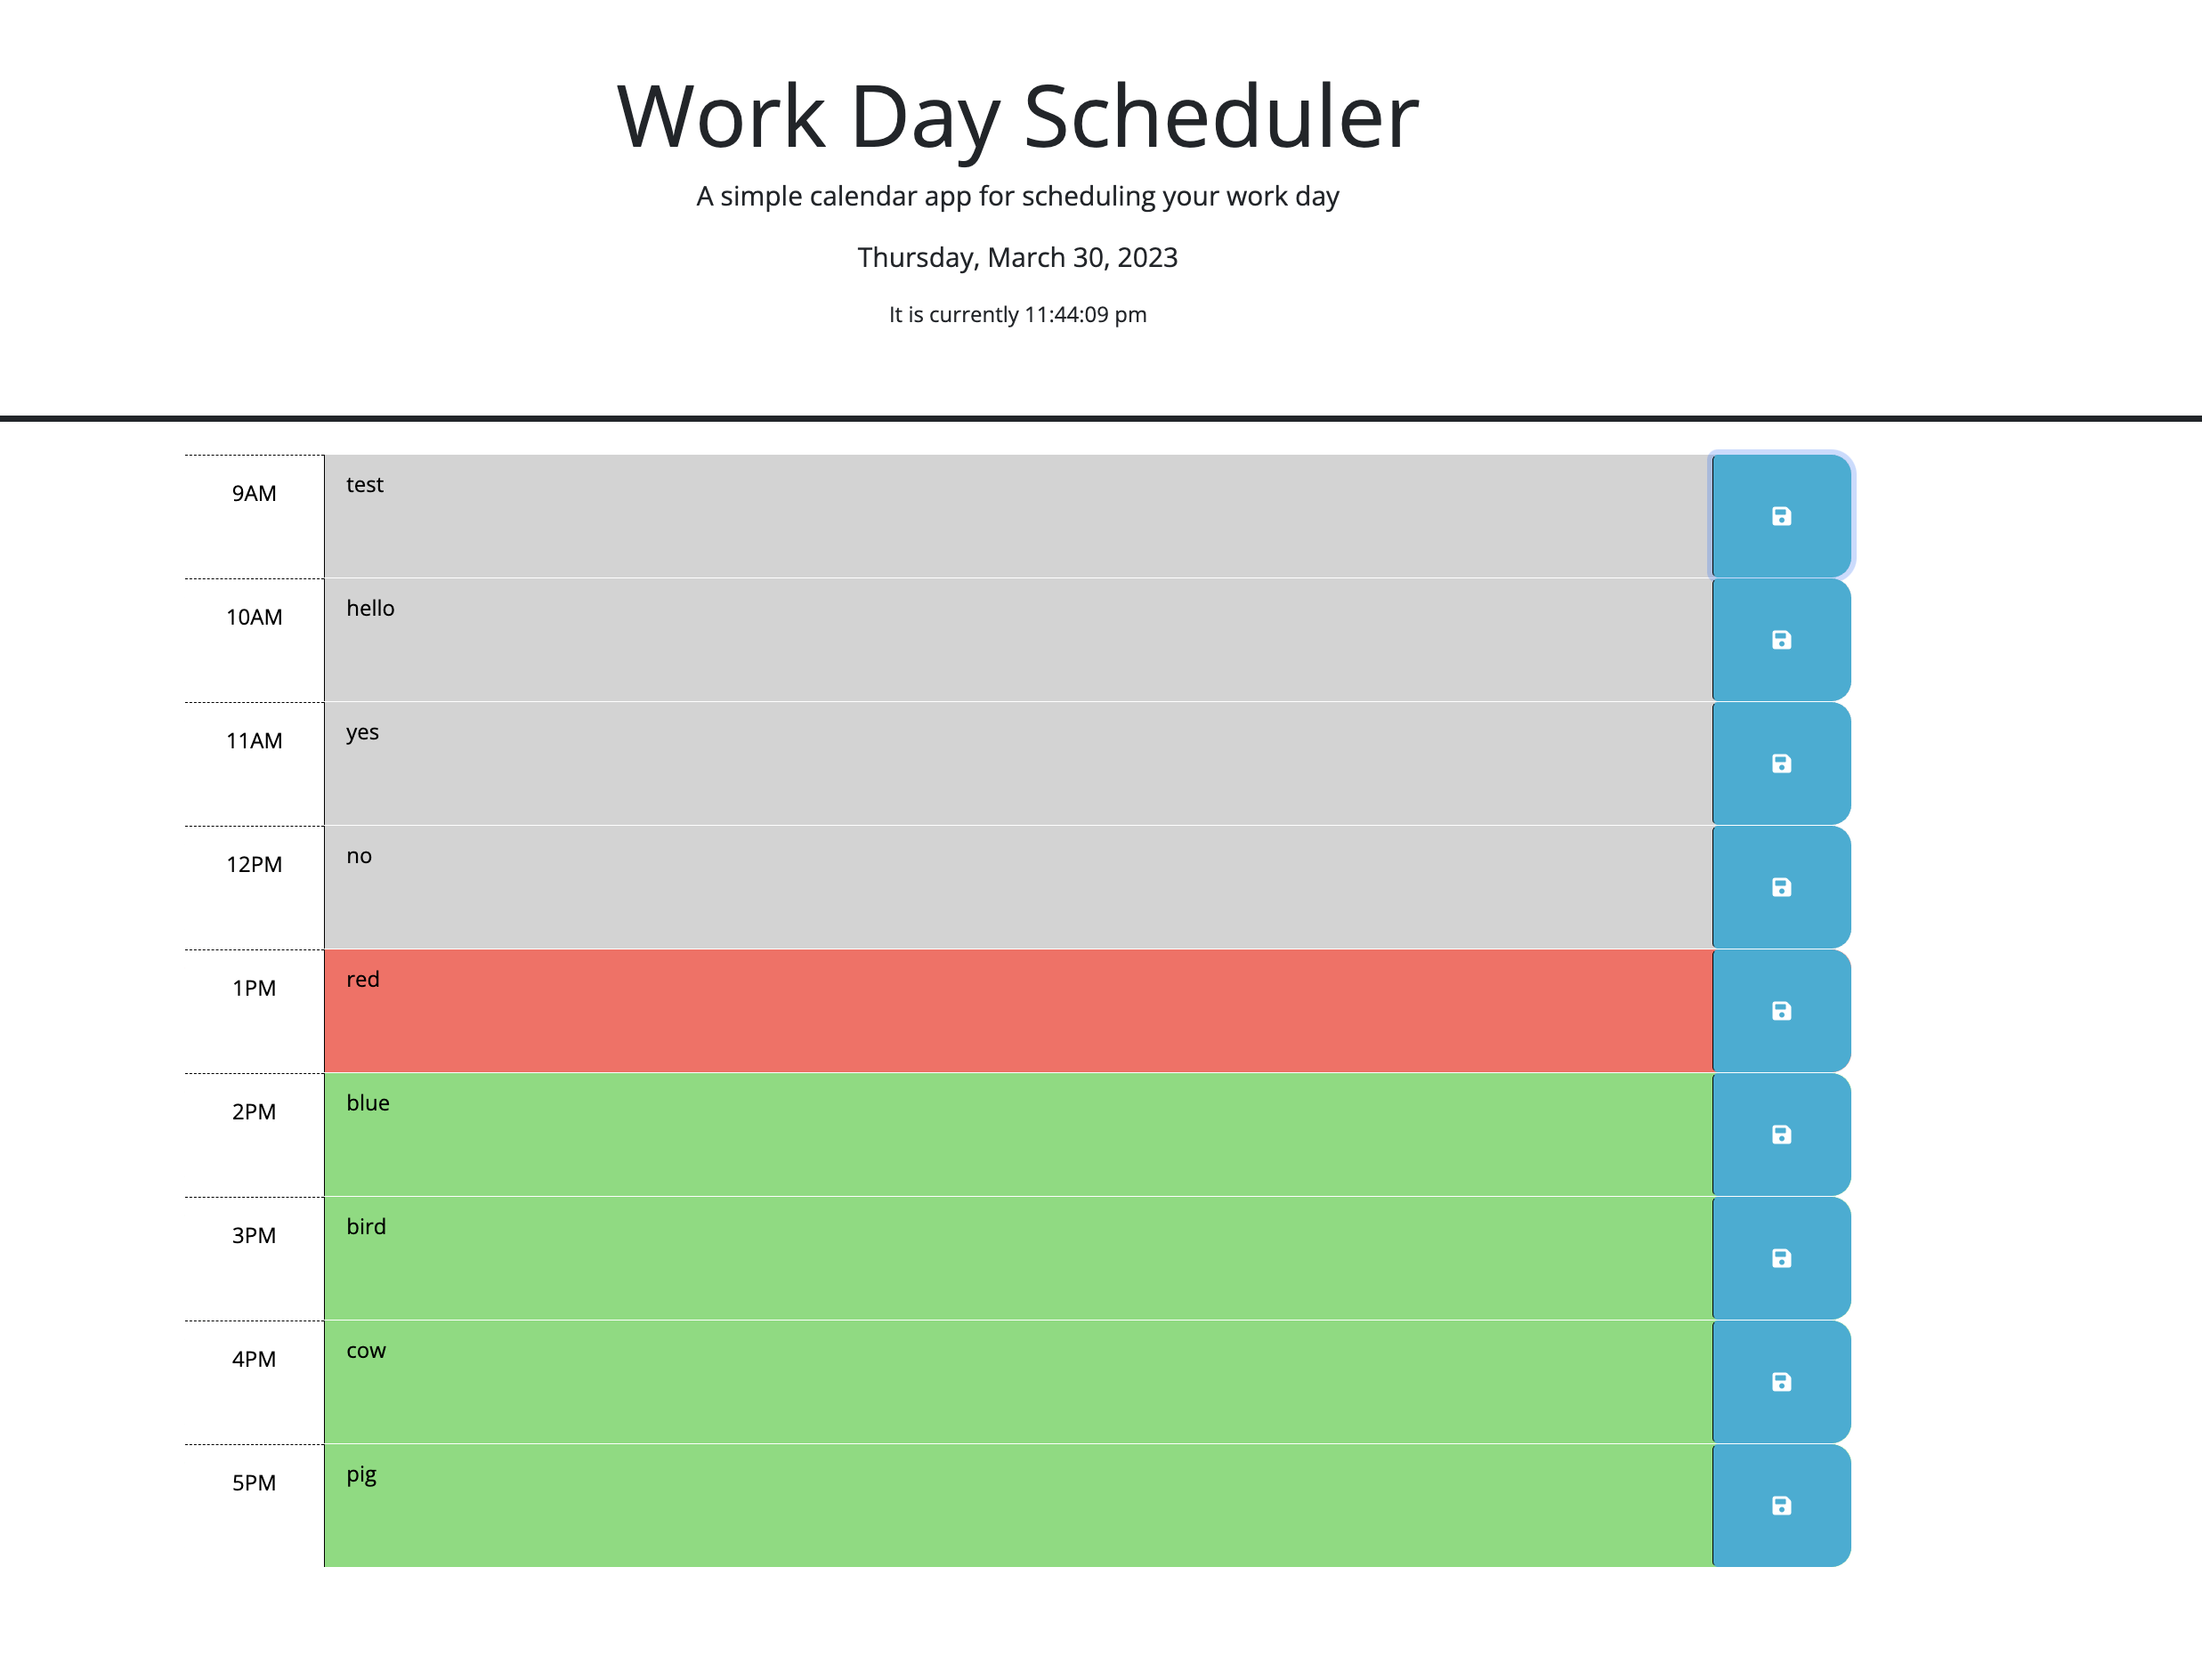 Work Day Scheduler
A simple calendar app for scheduling your work day
Thursday, March 30, 2023
It is currently 11:44:09 pm
9AM test
10AM hello
11AM yes
12PM no
1PM red
2PM blue
3PM bird
4PM cow
5PM pig